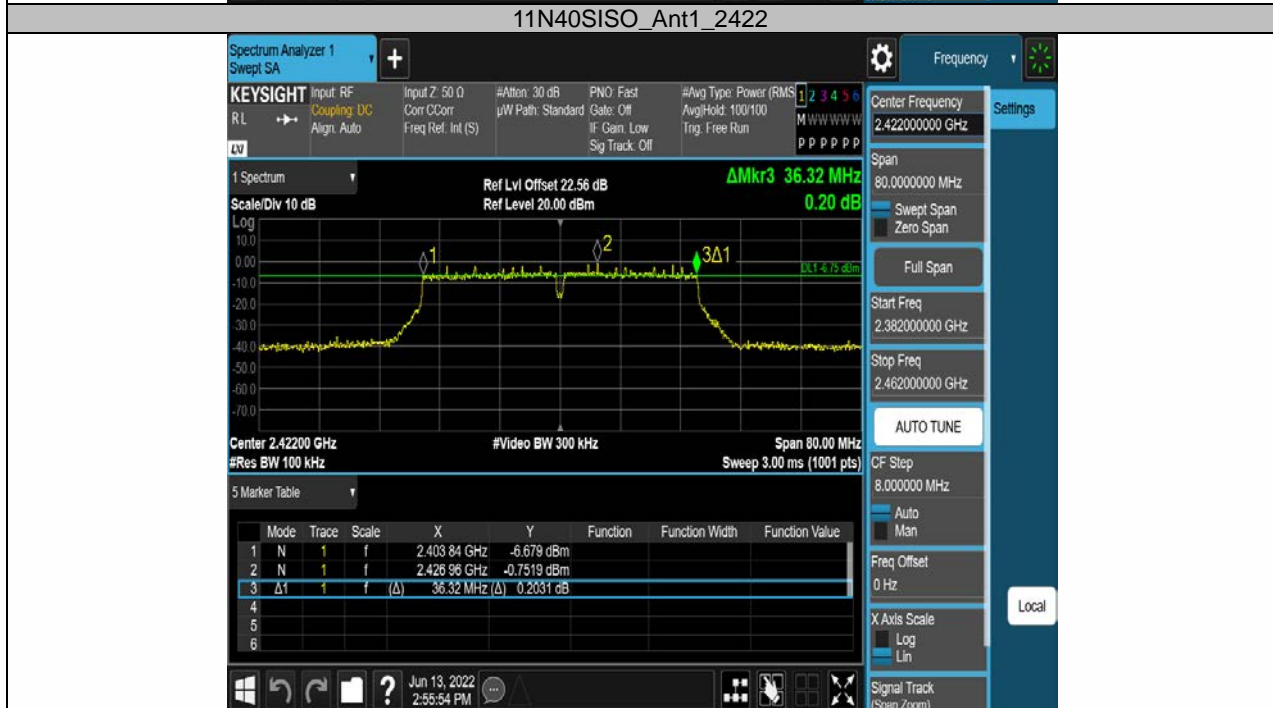 11N40SISO_Ant1_2422
Spectrum Analyzer 1
Swept SA
+
Frequency
KEYSIGHT
RL
Input: RF
Coupling: DC
Align: Auto
Input Z: 50 Ω
Corr CCorr
Freq Ref: Int (S)
#Atten: 30 dB
µW Path: Standard
PNO: Fast
Gate: Off
IF Gain: Low
Sig Track: Off
#Avg Type: Power (RMS
Avg|Hold: 100/100
Trig: Free Run
1 2 3 4 5 6
M W W W W W
P P P P P P
1 Spectrum
Scale/Div 10 dB
Ref Lvl Offset 22.56 dB
Ref Level 20.00 dBm
ΔMkr3 36.32 MHz
0.20 dB
Log
10.0
0.00
-10.0
-20.0
-30.0
-40.0
-50.0
-60.0
-70.0
1
2
3Δ1
DL1 -6.75 dBm
Center 2.42200 GHz
#Res BW 100 kHz
#Video BW 300 kHz
Span 80.00 MHz
Sweep 3.00 ms (1001 pts)
5 Marker Table
Mode Trace Scale X Y Function Function Width Function Value
1 N 1 f 2.403 84 GHz -6.679 dBm
2 N 1 f 2.426 96 GHz -0.7519 dBm
3 Δ1 1 f (Δ) 36.32 MHz (Δ) 0.2031 dB
4
5
6
?
Jun 13, 2022
2:55:54 PM
Center Frequency
2.422000000 GHz
Settings
Span
80.0000000 MHz
Swept Span
Zero Span
Full Span
Start Freq
2.382000000 GHz
Stop Freq
2.462000000 GHz
AUTO TUNE
CF Step
8.000000 MHz
Auto
Man
Freq Offset
0 Hz
X Axis Scale
Log
Lin
Local
Signal Track
(Span Zoom)